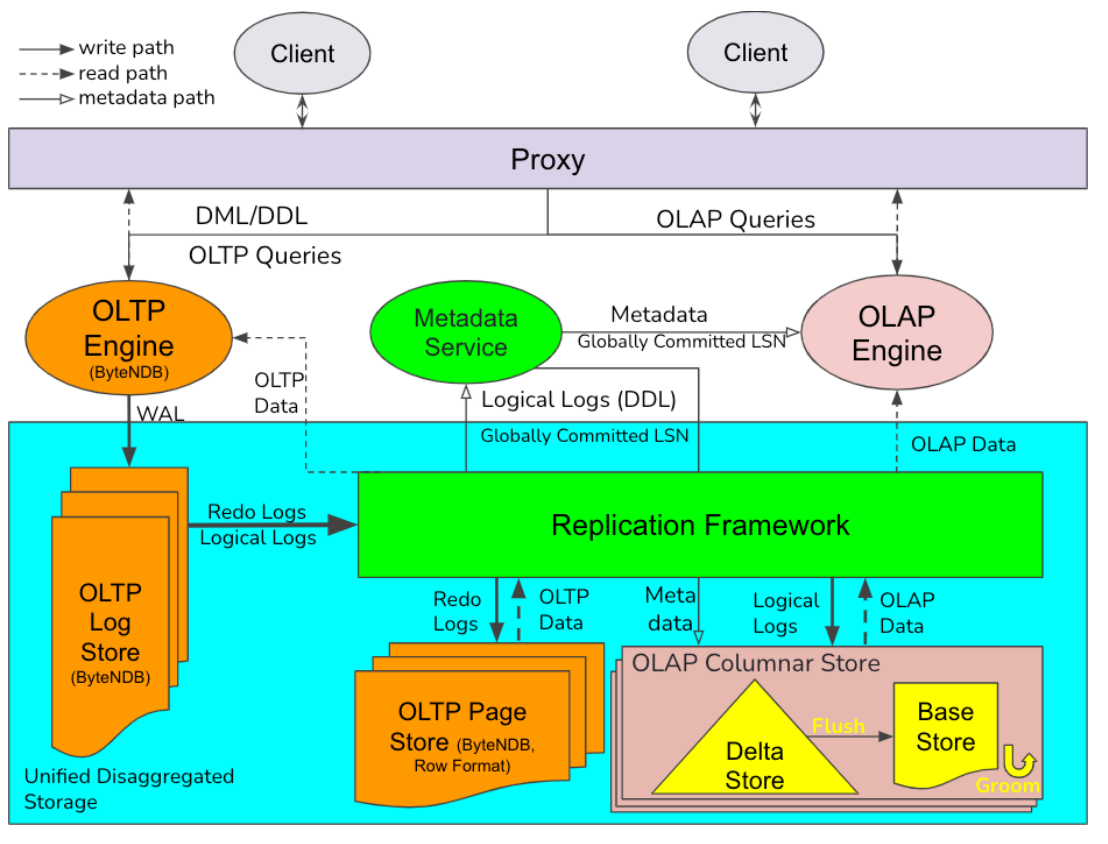 Client
Client
write path
read path
metadata path
Proxy
DML/DDL
OLAP Queries
OLTP Queries
OLTP
Engine
(ByteNDB)
Metadata
Service
Metadata
Globally Committed LSN
OLAP
Engine
OLTP
Data
WAL
Logical Logs (DDL)
Globally Committed LSN
OLAP Data
Redo Logs
Logical Logs
Replication Framework
OLTP
Log
Store
(ByteNDB)
Redo
Logs
OLTP
Data
Meta
data
Logical
Logs
OLAP
Data
OLAP Columnar Store
OLTP Page
Store (ByteNDB,
Row Format)
Delta
Store
Flush
Base
Store
Groom
Unified Disaggregated
Storage